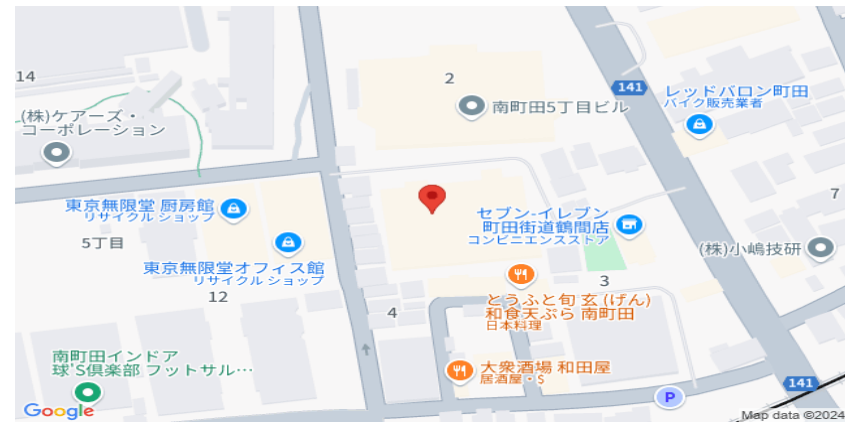 14
2
141
レッドバロン町田
バイク販売業者
南町田5丁目ビル
(株)ケアーズ・
コーポレーション
7
東京無限堂 厨房館
リサイクル ショップ
セブン-イレブン
町田街道鶴間店
コンビニエンスストア
5丁目
(株)小嶋技研
東京無限堂オフィス館
リサイクル ショップ
3
12
とうふと旬 玄 (げん)
和食天ぷら 南町田
日本料理
4
南町田インドア
球'S倶楽部 フットサル…
大衆酒場 和田屋
居酒屋・S
141
P
Google
Map data ©2024